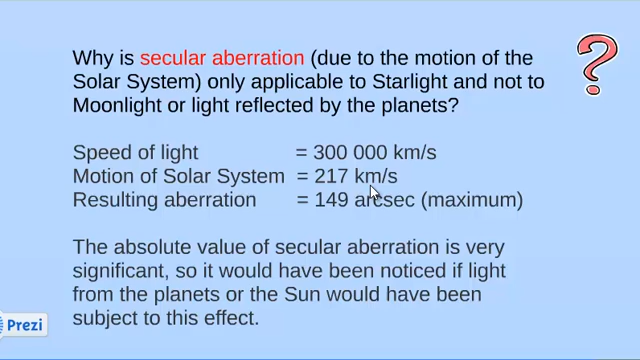 Why is secular aberration (due to the motion of the
Solar System) only applicable to Starlight and not to
Moonlight or light reflected by the planets?
?
Speed of light = 300 000 km/s
Motion of Solar System = 217 km/s
Resulting aberration = 149 arcsec (maximum)
The absolute value of secular aberration is very
significant, so it would have been noticed if light
from the planets or the Sun would have been
subject to this effect.
Prezi